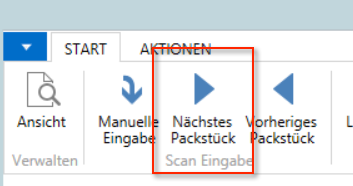 START AKTIONEN
Ansicht Manuelle Eingabe Nächstes Packstück Vorheriges Packstück L
Verwalten Scan Eingabe